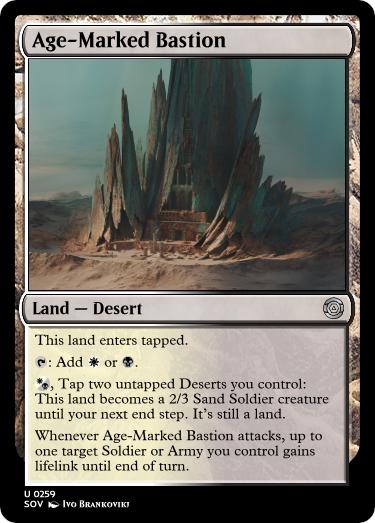 Age-Marked Bastion
Land — Desert
This land enters tapped.
: Add or .
, Tap two untapped Deserts you control:
This land becomes a 2/3 Sand Soldier creature
until your next end step. It's still a land.
Whenever Age-Marked Bastion attacks, up to
one target Soldier or Army you control gains
lifelink until end of turn.
U 0259
SOV Ivo Brankoviki